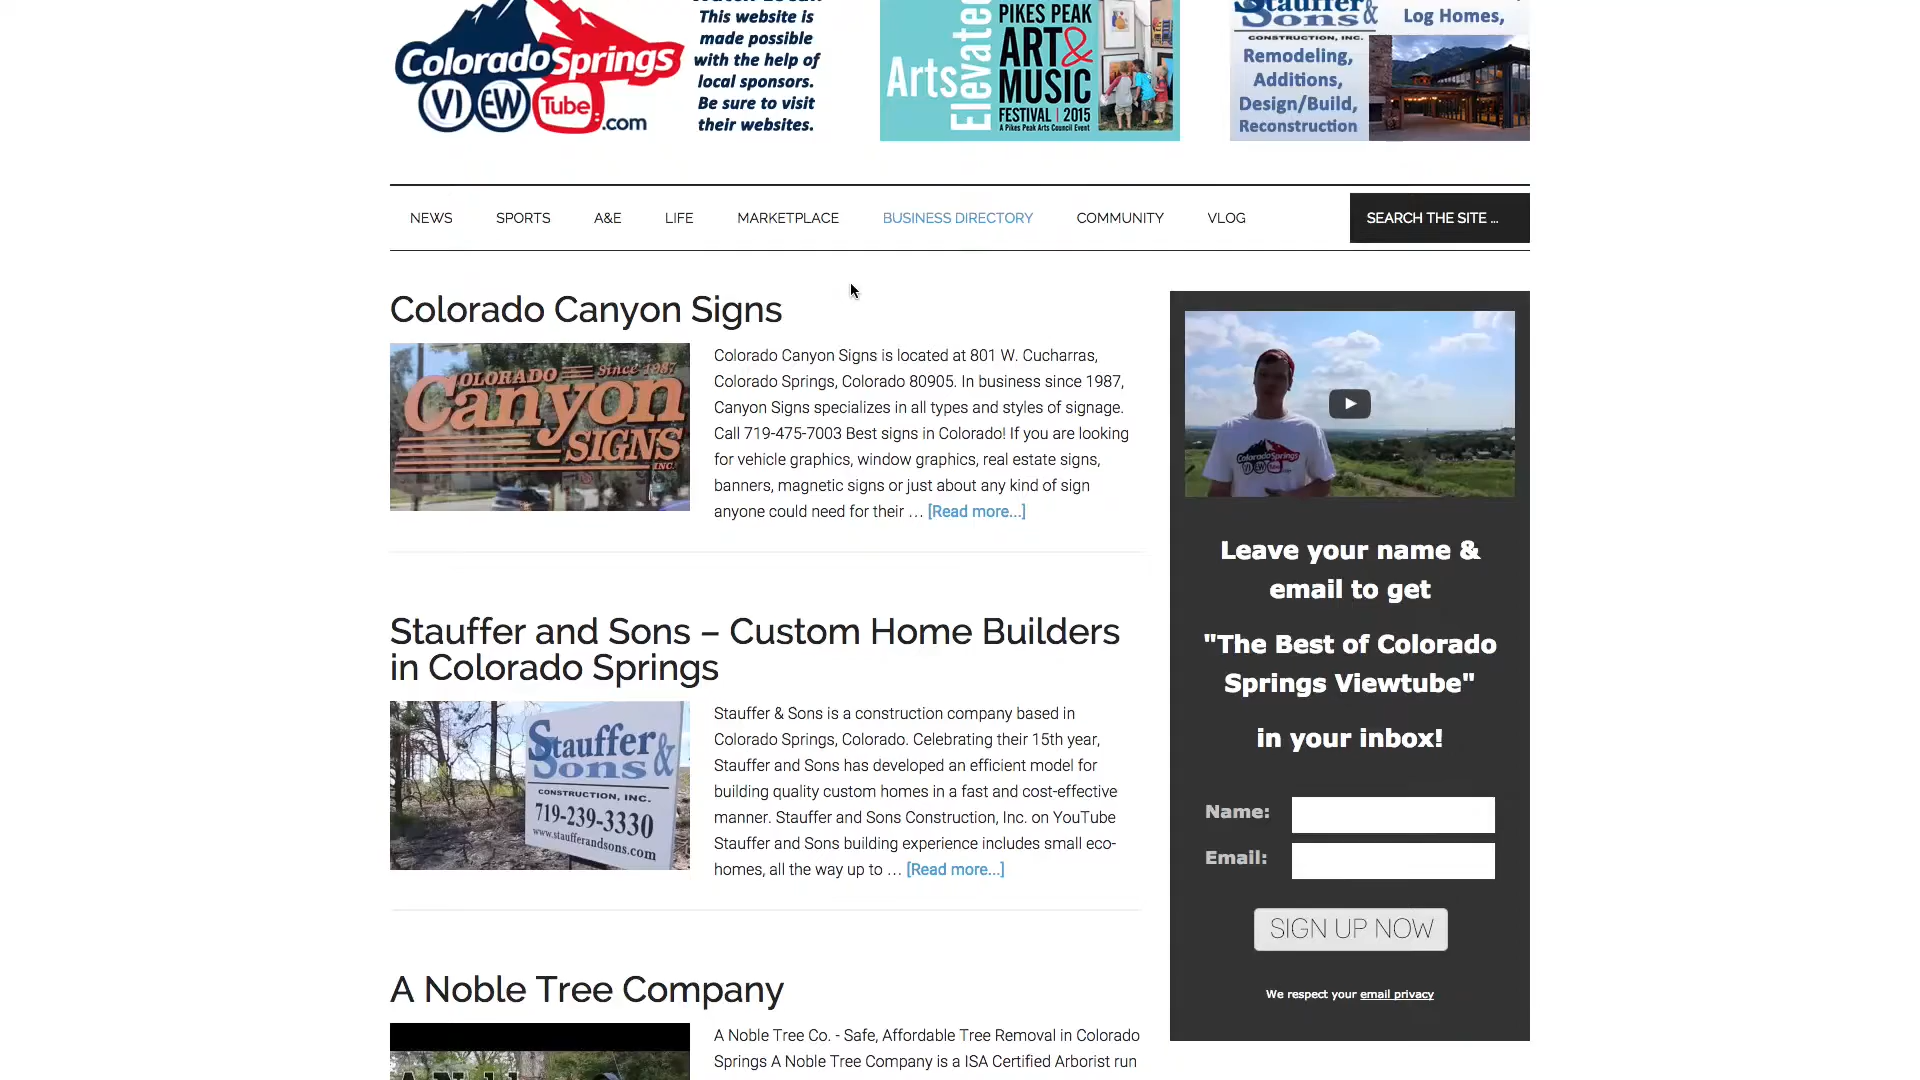 This website is
made possible
with the help of
local sponsors.
Be sure to visit
their websites.
ColoradoSprings
VIEW Tube.com
Arts Elevated
PIKES PEAK
ART &
MUSIC
FESTIVAL | 2015
A Pikes Peak Arts Council Event
Stauffer &
Sons
CONSTRUCTION, INC.
Log Homes,
Remodeling,
Additions,
Design/Build,
Reconstruction
NEWS SPORTS A&E LIFE MARKETPLACE BUSINESS DIRECTORY COMMUNITY VLOG SEARCH THE SITE ...
Colorado Canyon Signs
COLORADO Since 1987
Canyon
SIGNS
INC.
Colorado Canyon Signs is located at 801 W. Cucharras,
Colorado Springs, Colorado 80905. In business since 1987,
Canyon Signs specializes in all types and styles of signage.
Call 719-475-7003 Best signs in Colorado! If you are looking
for vehicle graphics, window graphics, real estate signs,
banners, magnetic signs or just about any kind of sign
anyone could need for their … [Read more...]
Stauffer and Sons – Custom Home Builders
in Colorado Springs
Stauffer &
Sons
CONSTRUCTION, INC.
719-239-3330
www.staufferandsons.com
Stauffer & Sons is a construction company based in
Colorado Springs, Colorado. Celebrating their 15th year,
Stauffer and Sons has developed an efficient model for
building quality custom homes in a fast and cost-effective
manner. Stauffer and Sons Construction, Inc. on YouTube
Stauffer and Sons building experience includes small eco-
homes, all the way up to … [Read more...]
A Noble Tree Company
A Noble Tree Co. - Safe, Affordable Tree Removal in Colorado
Springs A Noble Tree Company is a ISA Certified Arborist run
ColoradoSprings
VIEW Tube
Leave your name &
email to get
"The Best of Colorado
Springs Viewtube"
in your inbox!
Name:
Email:
SIGN UP NOW
We respect your email privacy